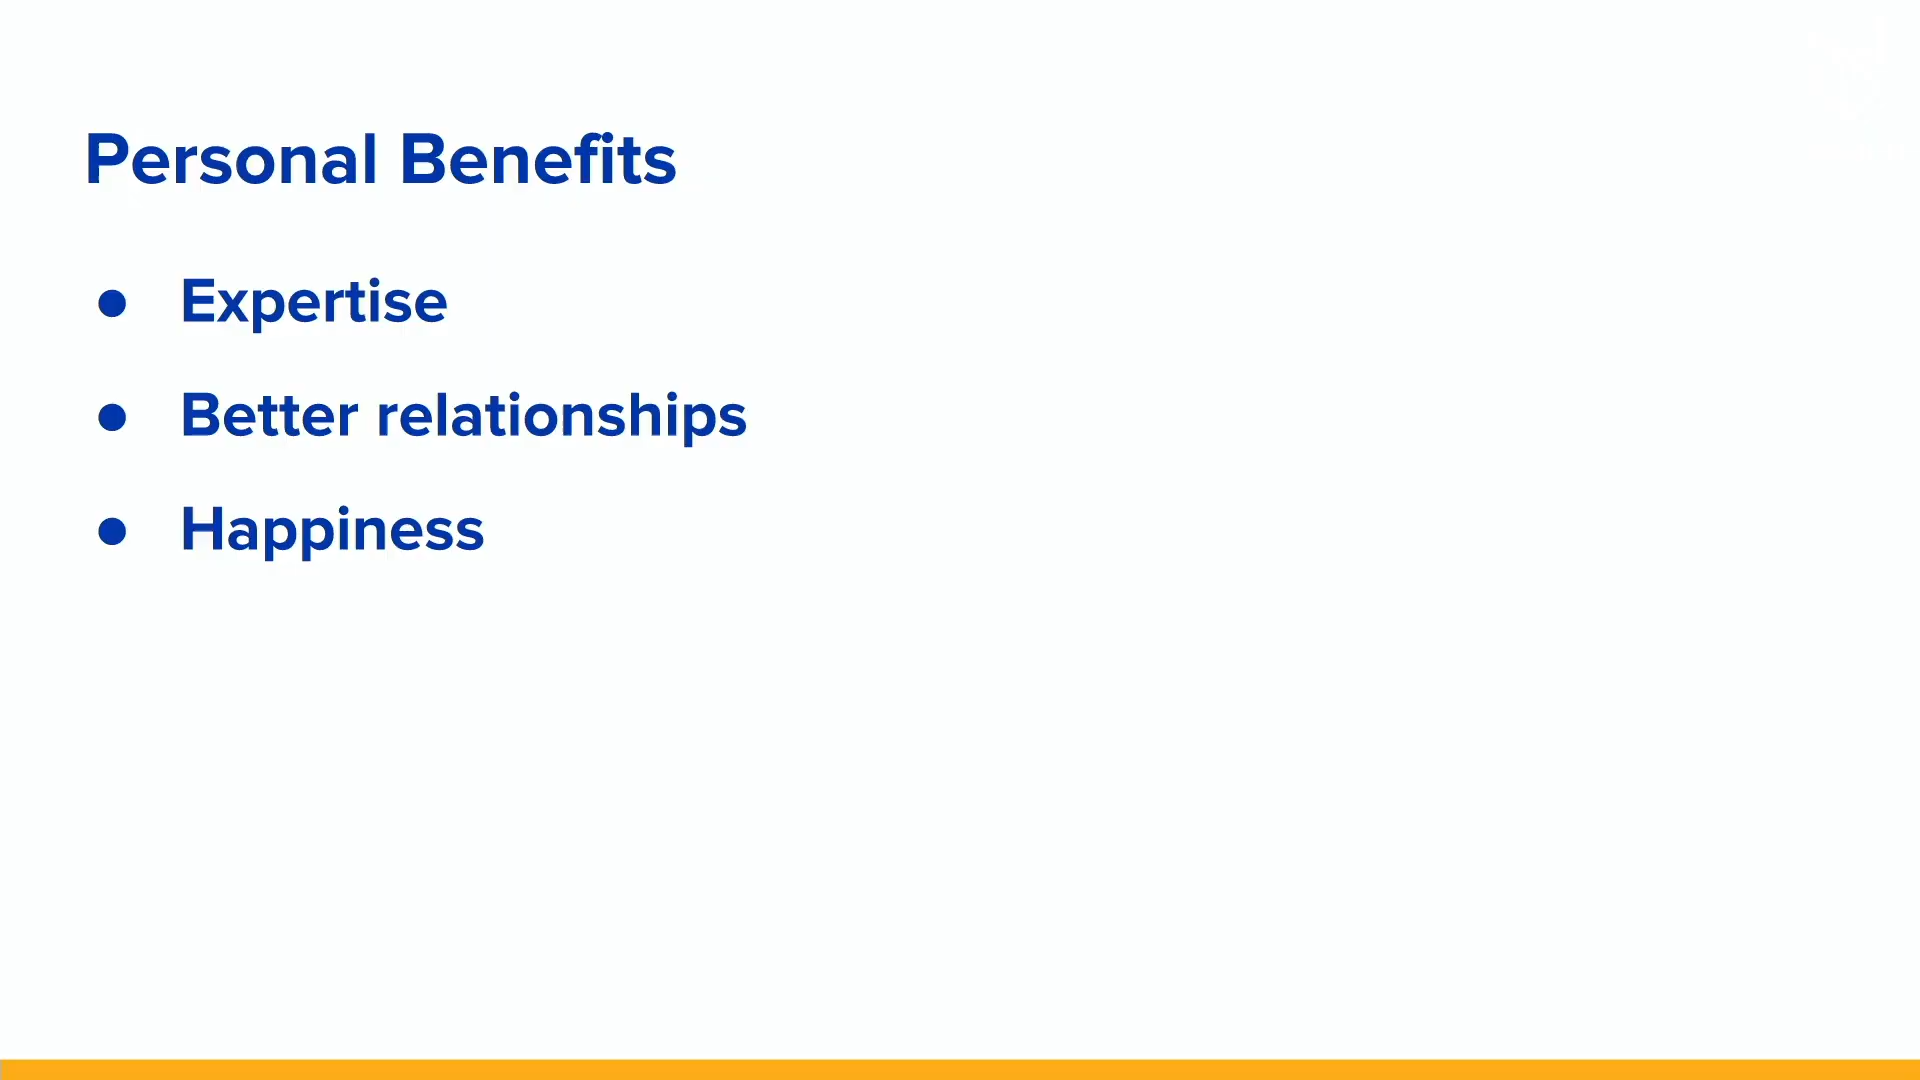 Personal Benefits
● Expertise
● Better relationships
● Happiness